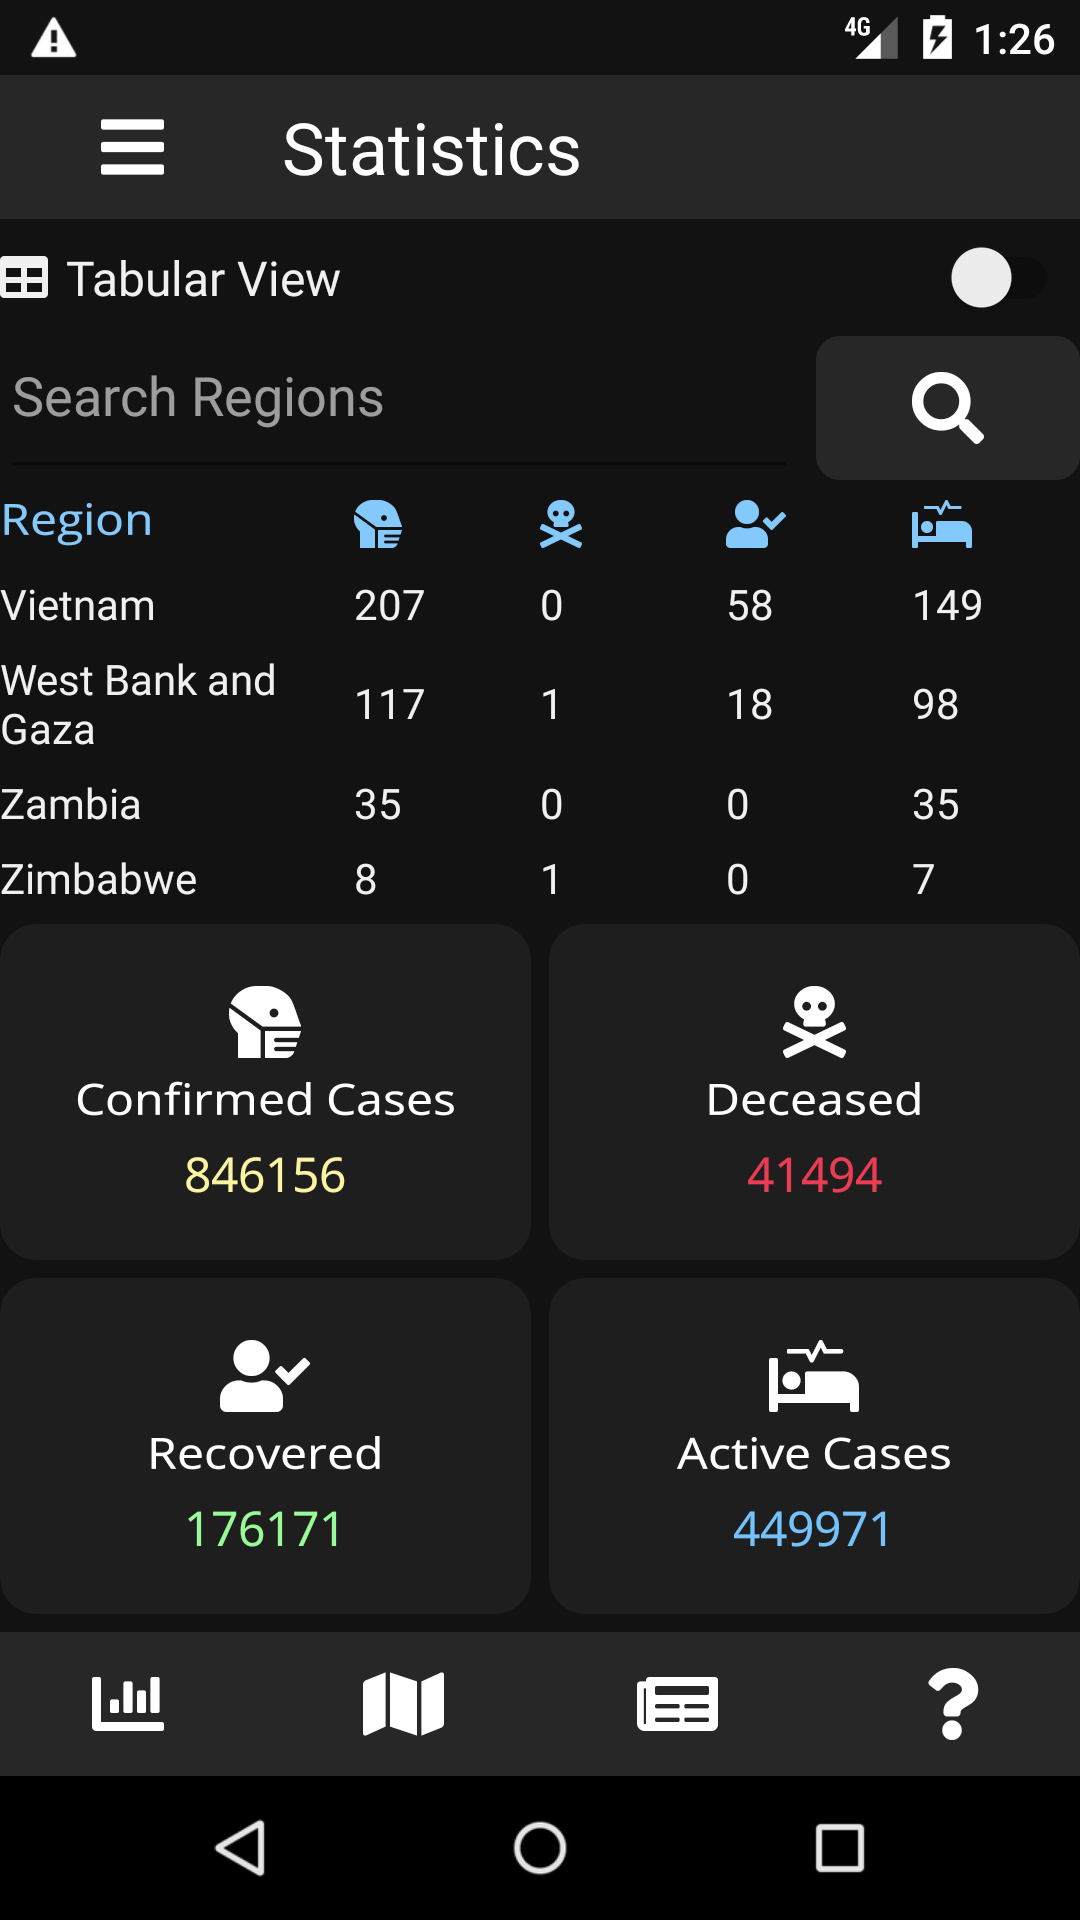 4G 1:26
Statistics
Tabular View
Search Regions
Region
Vietnam 207 0 58 149
West Bank and
Gaza 117 1 18 98
Zambia 35 0 0 35
Zimbabwe 8 1 0 7
Confirmed Cases
846156
Deceased
41494
Recovered
176171
Active Cases
449971